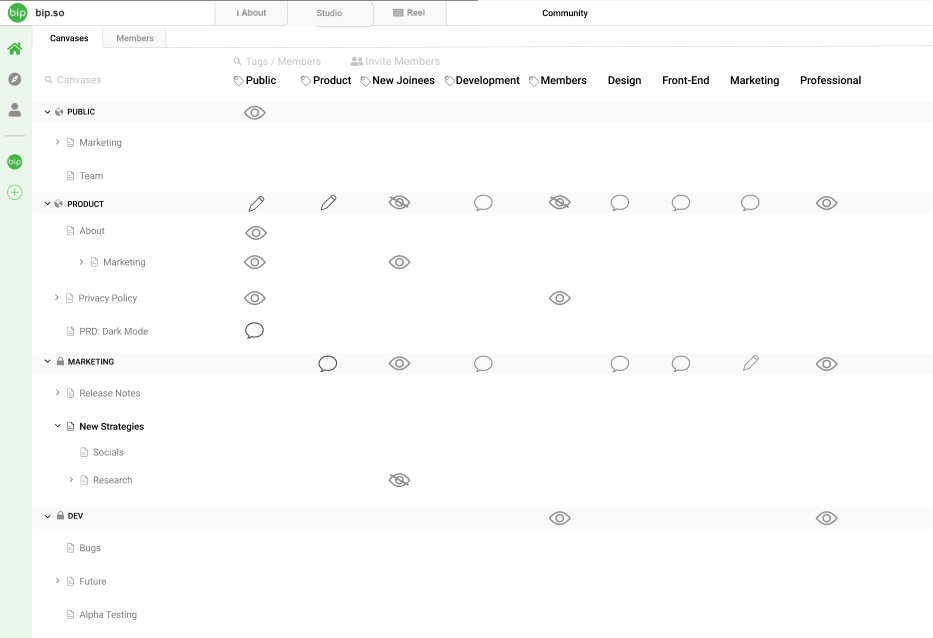 bip bip.so i About Studio Reel Community
Canvases Members
Tags / Members Invite Members
Canvases Public Product New Joinees Development Members Design Front-End Marketing Professional
PUBLIC
Marketing
Team
bip
PRODUCT
About
Marketing
Privacy Policy
PRD: Dark Mode
MARKETING
Release Notes
New Strategies
Socials
Research
DEV
Bugs
Future
Alpha Testing